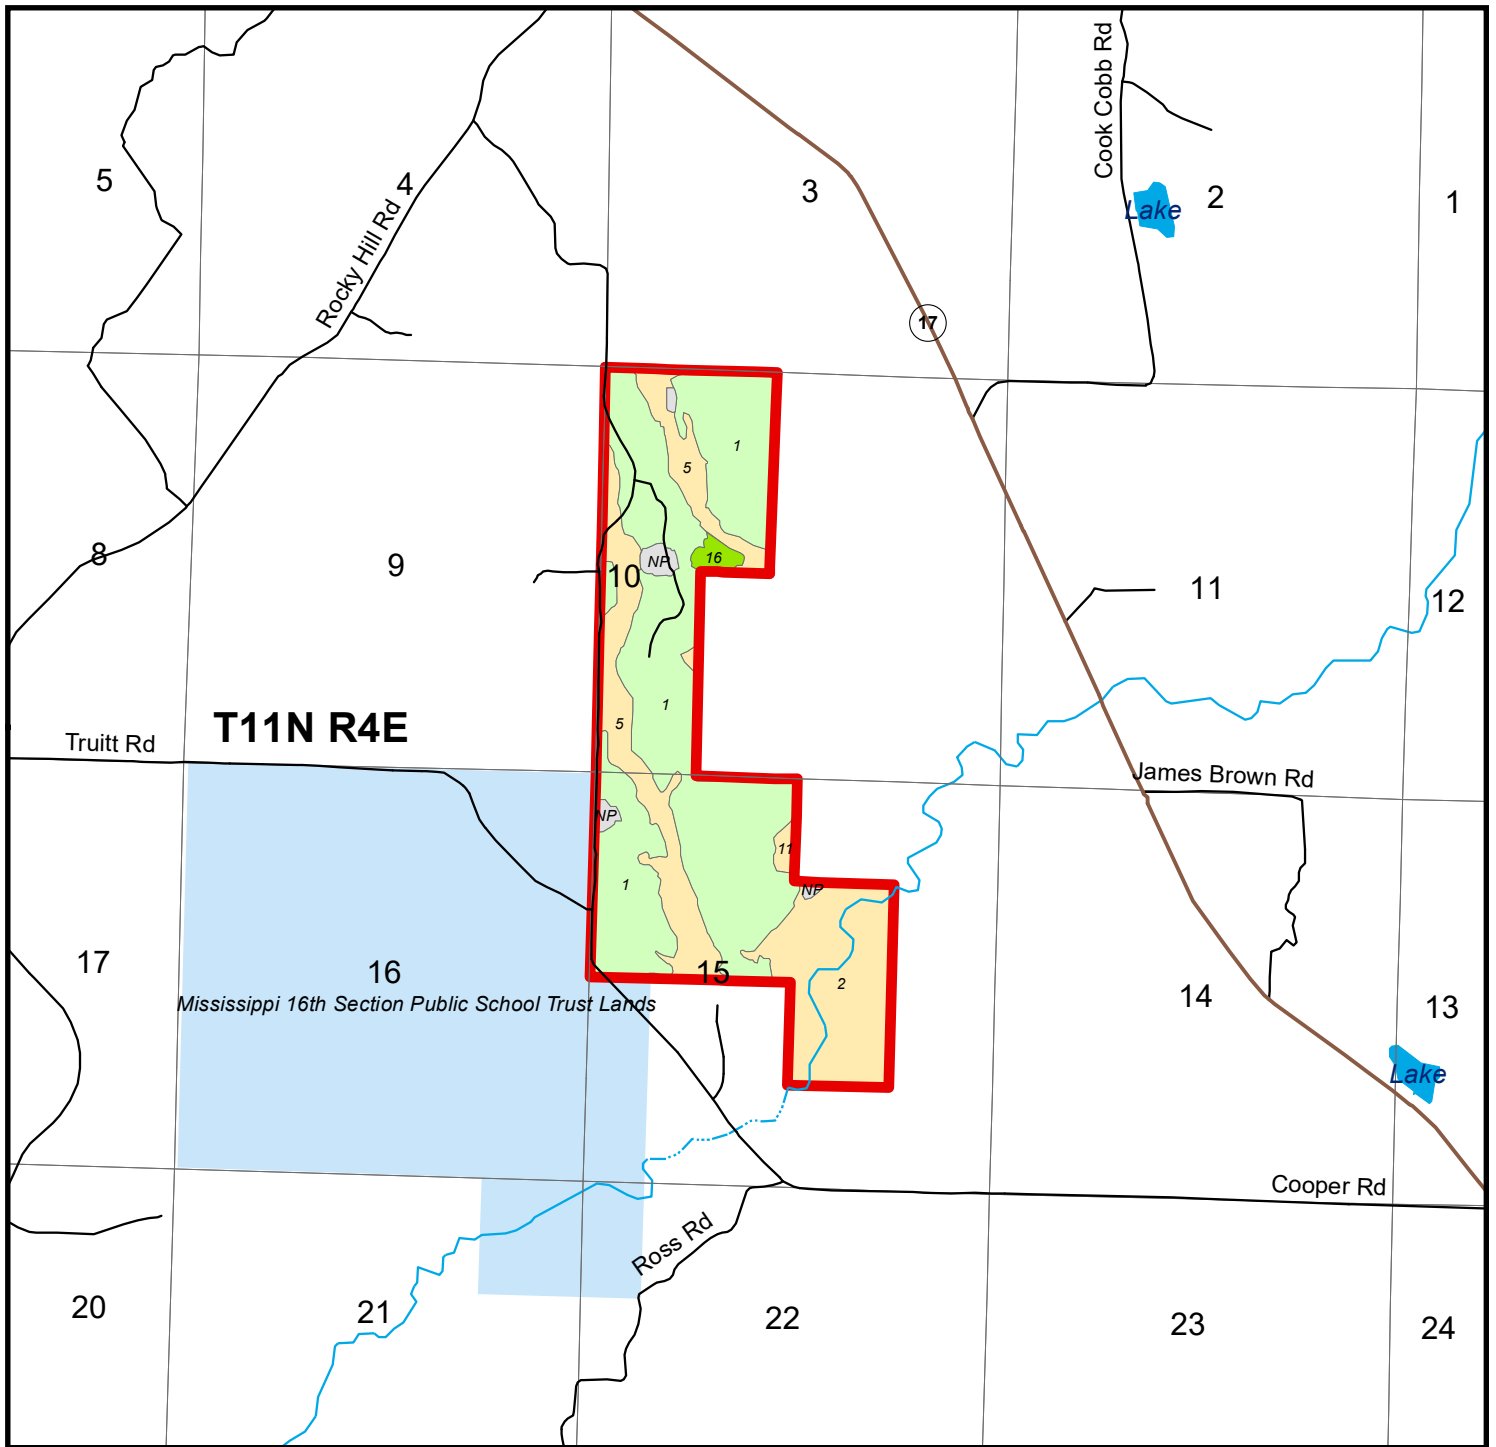 Cook Cobb Rd
5
4
3
2
1
Lake
Rocky Hill Rd
17
1
5
8
9
10
NP
16
11
12
1
5
T11N R4E
Truitt Rd
James Brown Rd
NP
11
1
NP
17
16
15
2
14
13
Mississippi 16th Section Public School Trust Lands
Lake
Cooper Rd
Ross Rd
20
21
22
23
24